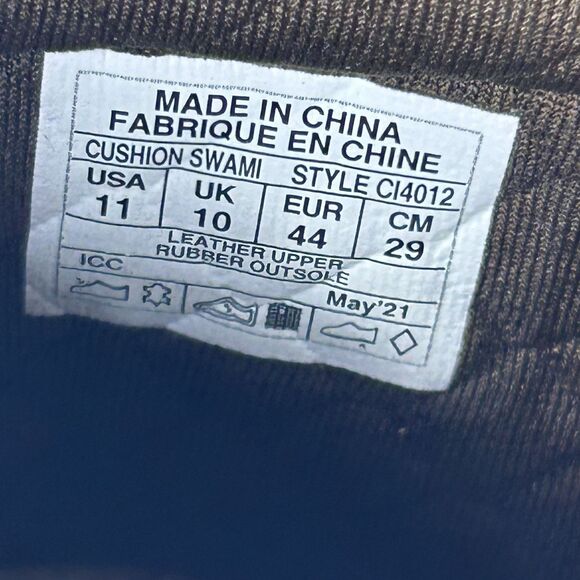 MADE IN CHINA
FABRIQUE EN CHINE
CUSHION SWAMI STYLE CI4012
USA UK EUR CM
11 10 44 29
LEATHER UPPER
RUBBER OUTSOLE
ICC May'21